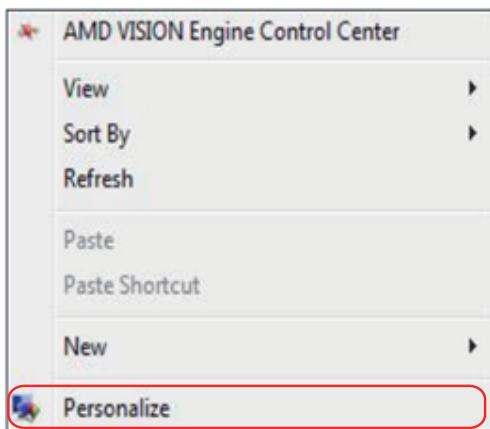 AMD VISION Engine Control Center
View
Sort By
Refresh
Paste
Paste Shortcut
New
Personalize